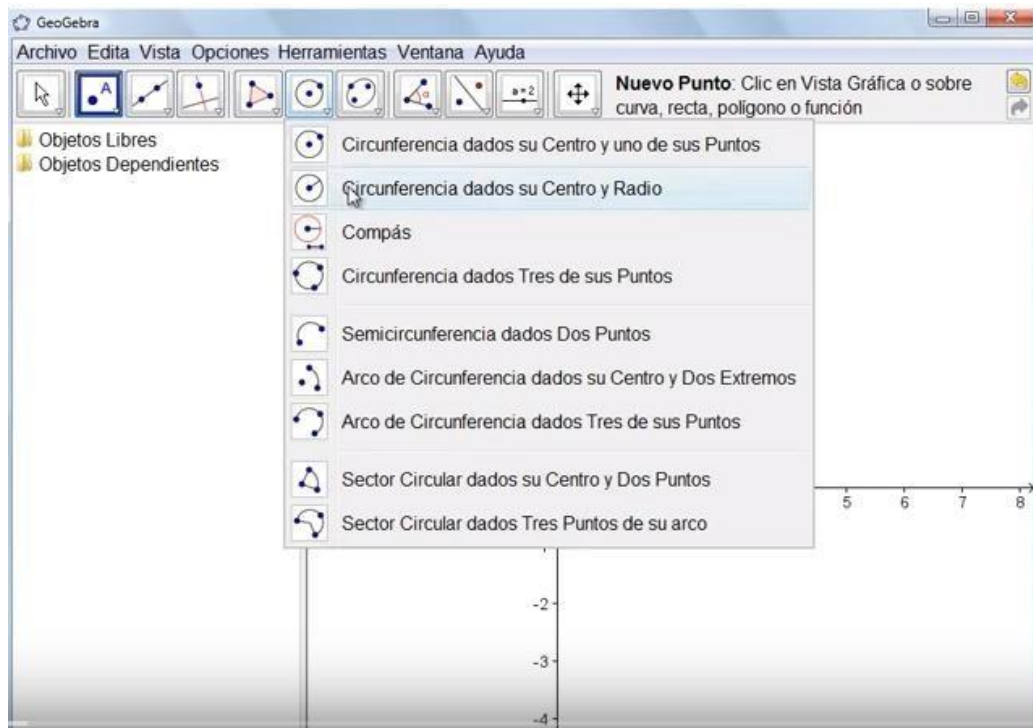 GeoGebra
Archivo Edita Vista Opciones Herramientas Ventana Ayuda
A
α
a=2
Nuevo Punto: Clic en Vista Gráfica o sobre
curva, recta, polígono o función
Objetos Libres
Objetos Dependientes
Circunferencia dados su Centro y uno de sus Puntos
Circunferencia dados su Centro y Radio
Compás
Circunferencia dados Tres de sus Puntos
Semicircunferencia dados Dos Puntos
Arco de Circunferencia dados su Centro y Dos Extremos
Arco de Circunferencia dados Tres de sus Puntos
Sector Circular dados su Centro y Dos Puntos
Sector Circular dados Tres Puntos de su arco
5 6 7 8
-2
-3
-4